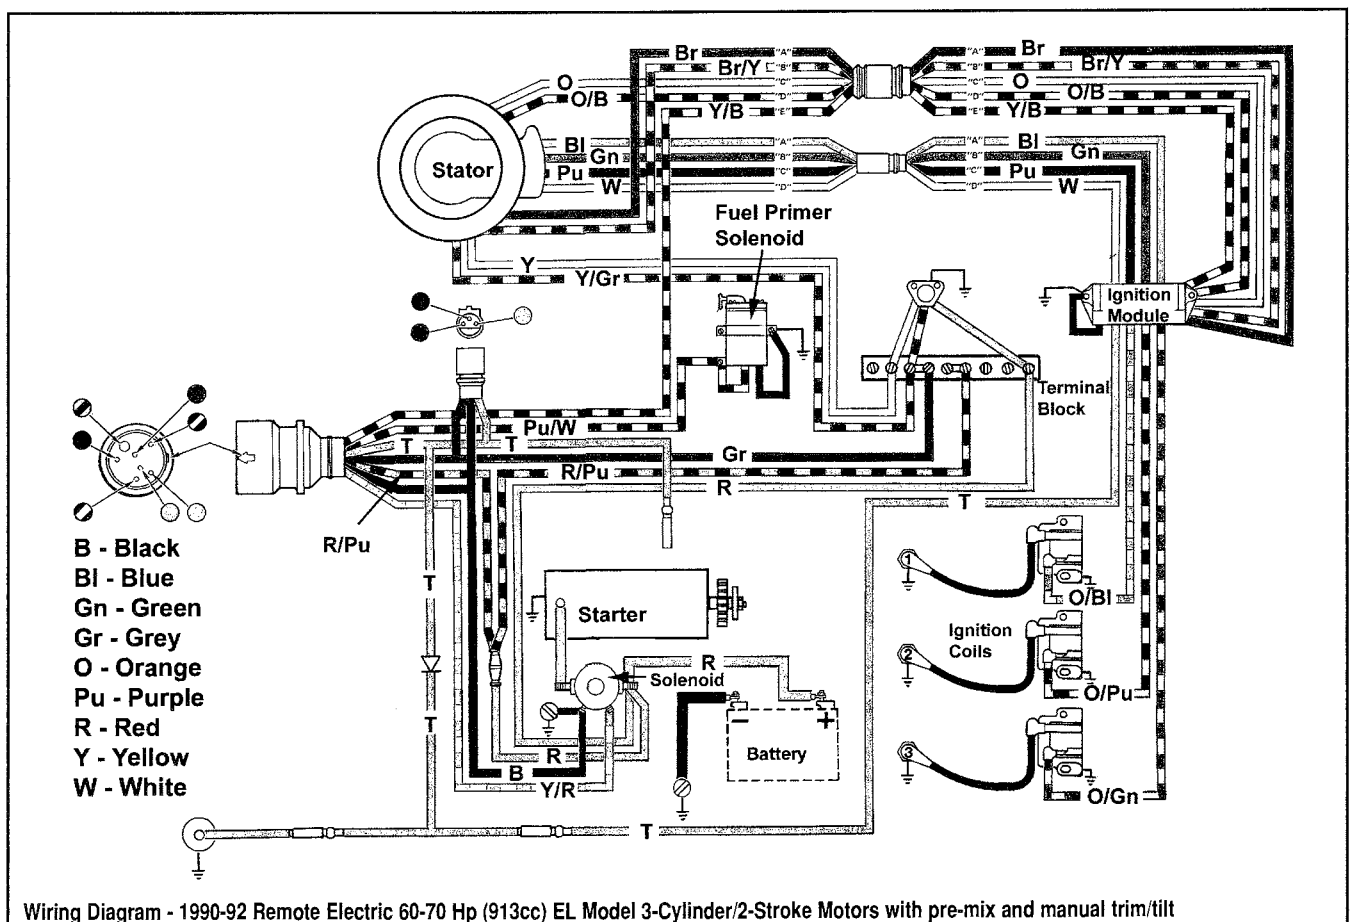 Br
"A"
"A"
Br
Br/Y
"B"
"B"
Br/Y
O
"C"
"C"
O
O/B
"D"
"D"
O/B
Y/B
"E"
"E"
Y/B
Bl
"A"
"A"
Bl
Gn
"B"
"B"
Gn
Stator
Pu
"C"
"C"
Pu
W
"D"
"D"
W
Fuel Primer
Solenoid
Y
Y/Gr
Ignition
Module
Terminal
Block
Pu/W
T
T
Gr
R/Pu
R
T
R/Pu
B - Black
Bl - Blue
Gn - Green
Gr - Grey
O - Orange
Pu - Purple
R - Red
Y - Yellow
W - White
T
T
Starter
R
Solenoid
- +
Battery
R
B
Y/R
T
1
O/Bl
Ignition
Coils
2
O/Pu
3
O/Gn
Wiring Diagram - 1990-92 Remote Electric 60-70 Hp (913cc) EL Model 3-Cylinder/2-Stroke Motors with pre-mix and manual trim/tilt